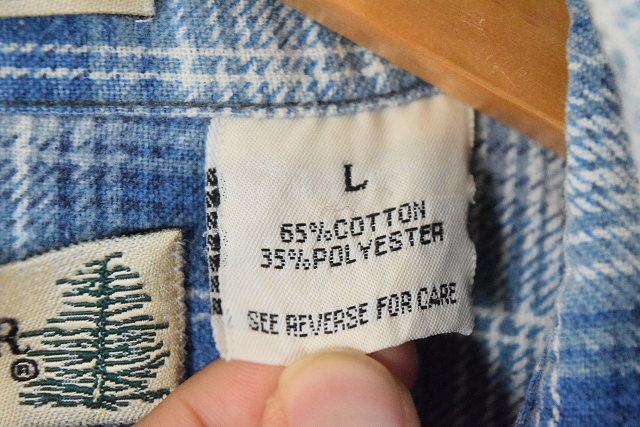 L
65%COTTON
35%POLYESTER
SEE REVERSE FOR CARE
R®